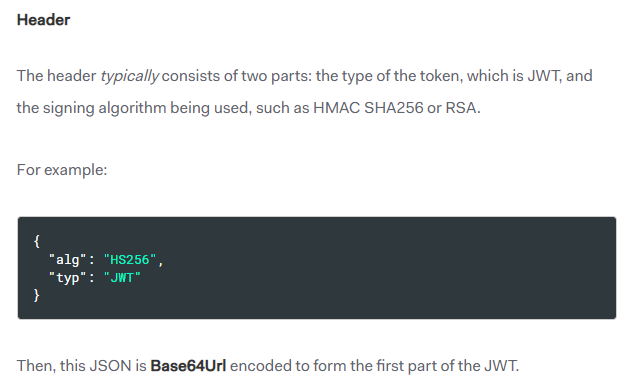 Header
The header typically consists of two parts: the type of the token, which is JWT, and
the signing algorithm being used, such as HMAC SHA256 or RSA.
For example:
{
  "alg": "HS256",
  "typ": "JWT"
}
Then, this JSON is Base64Url encoded to form the first part of the JWT.